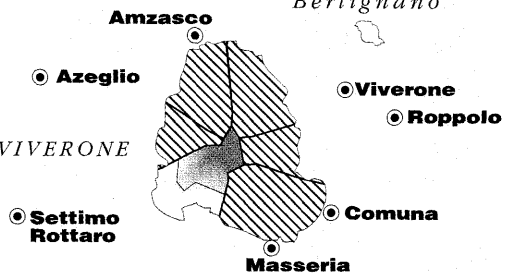 Bertignano
Amzasco
Azeglio
Viverone
Roppolo
VIVERONE
Settimo
Rottaro
Comuna
Masseria